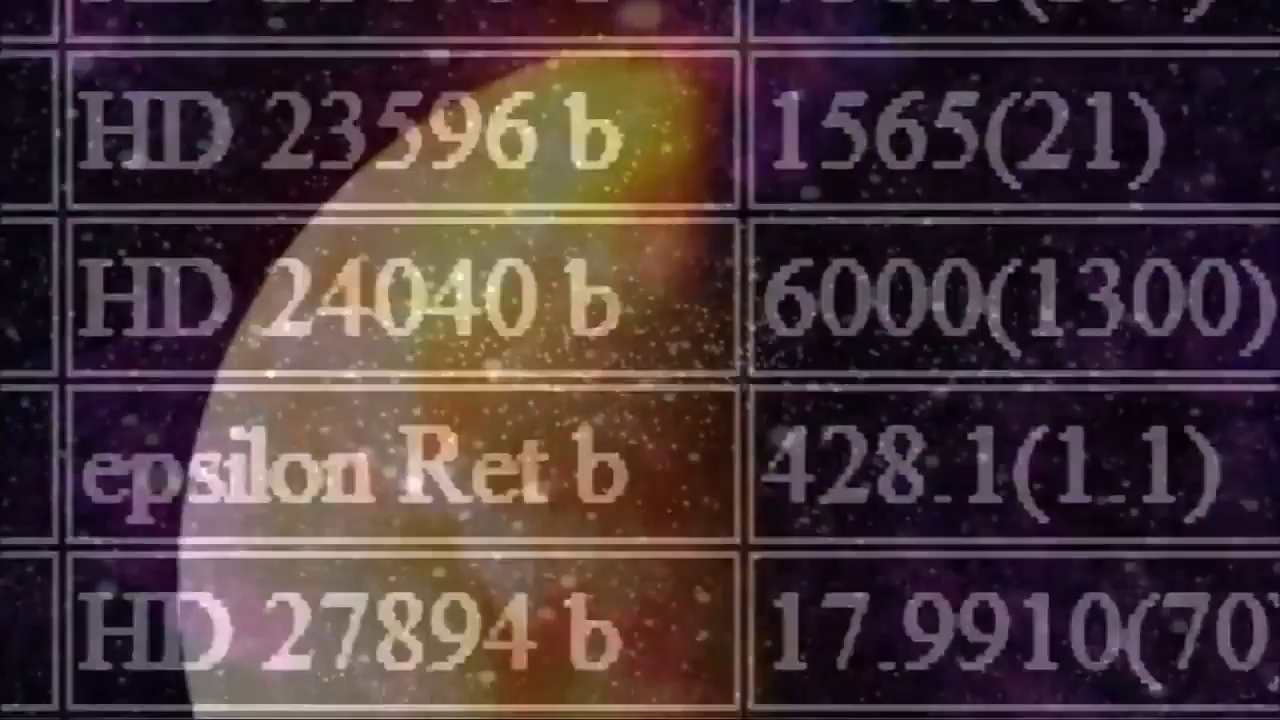 HD 23596 b 1565(21)
HD 24040 b 6000(1300)
epsilon Ret b 428.1(1.1)
HD 27894 b 17.9910(70)